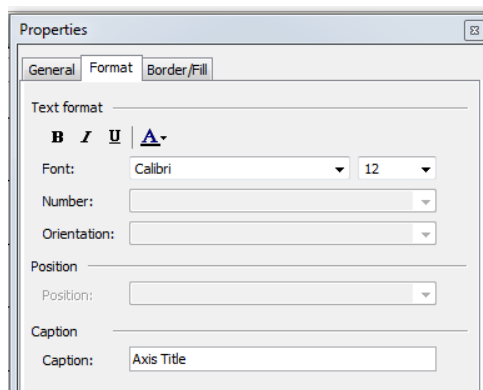 Properties
General Format Border/Fill
Text format
B I U A
Font: Calibri 12
Number:
Orientation:
Position
Position:
Caption
Caption: Axis Title